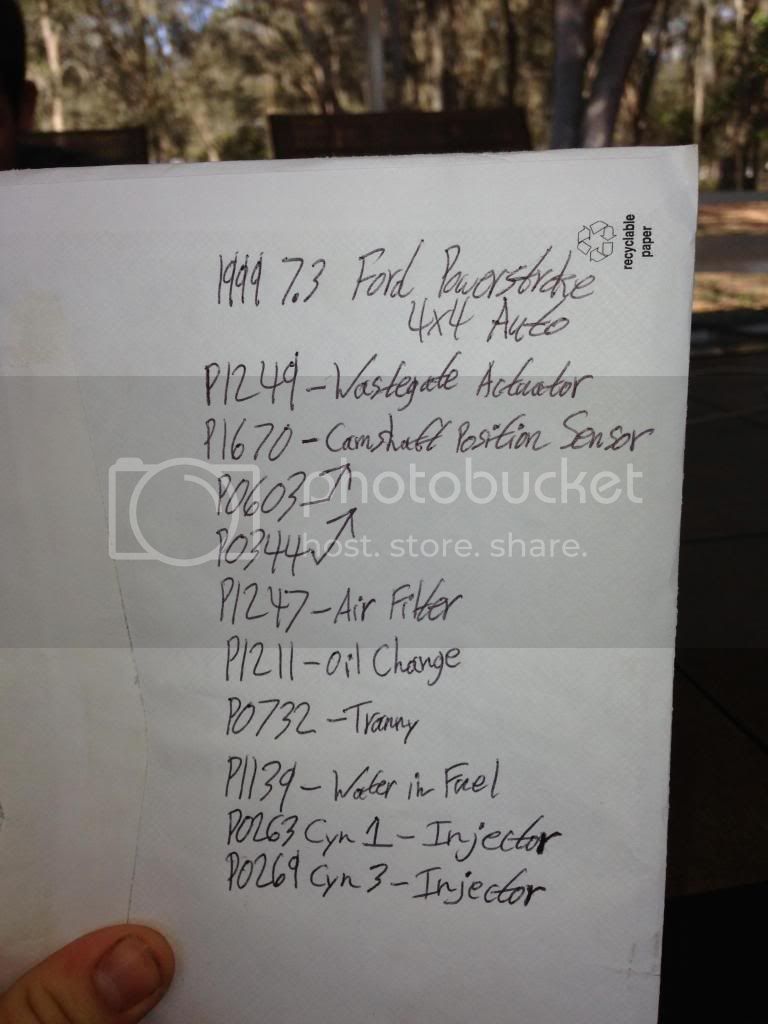 recyclable
paper
1999 7.3 Ford Powerstroke
4x4 Auto
P1249 - Wastegate Actuator
P1670 - Camshaft Position Sensor
P0603
P0344
P1247 - Air Filter
P1211 - Oil Change
P0732 - Tranny
P1139 - Water in Fuel
P0263 Cyn 1 - Injector
P0269 Cyn 3 - Injector
photobucket
host. store. share.